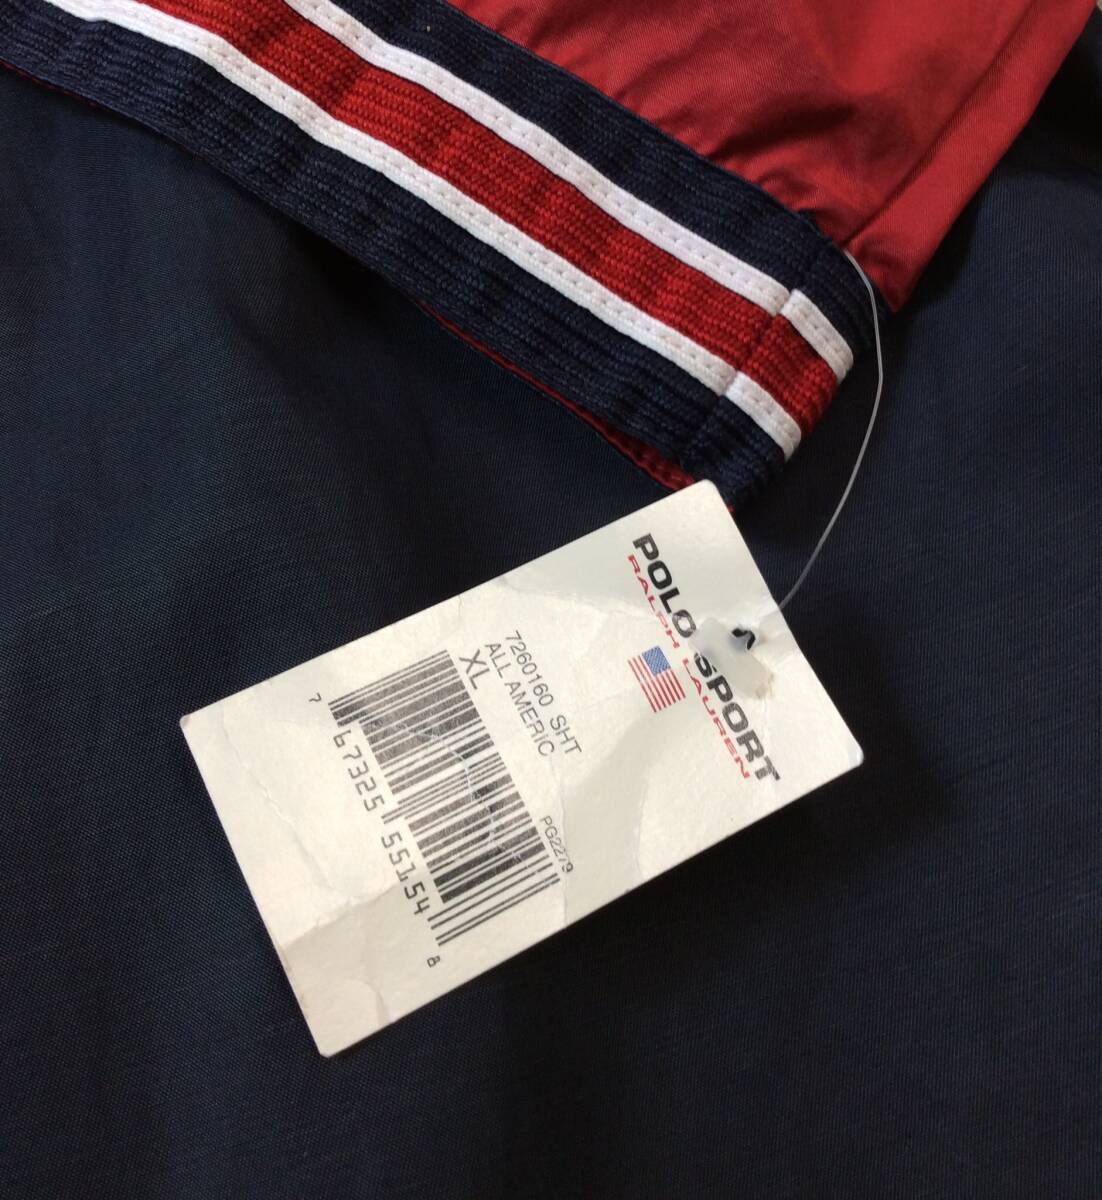 POLO SPORT
RALPH LAUREN
7260160 SHT
ALL AMERIC
XL
PG2279
7 67325 55154 8